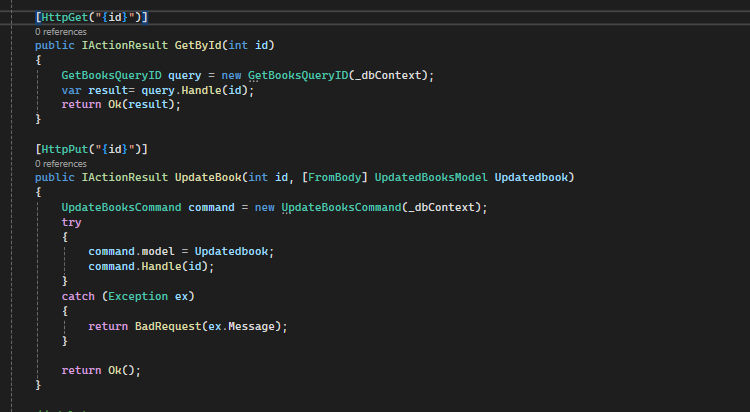 [HttpGet("{id}")]
0 references
public IActionResult GetById(int id)
{
GetBooksQueryID query = new GetBooksQueryID(_dbContext);
var result= query.Handle(id);
return Ok(result);
}
[HttpPut("{id}")]
0 references
public IActionResult UpdateBook(int id, [FromBody] UpdatedBooksModel Updatedbook)
{
UpdateBooksCommand command = new UpdateBooksCommand(_dbContext);
try
{
command.model = Updatedbook;
command.Handle(id);
}
catch (Exception ex)
{
return BadRequest(ex.Message);
}
return Ok();
}